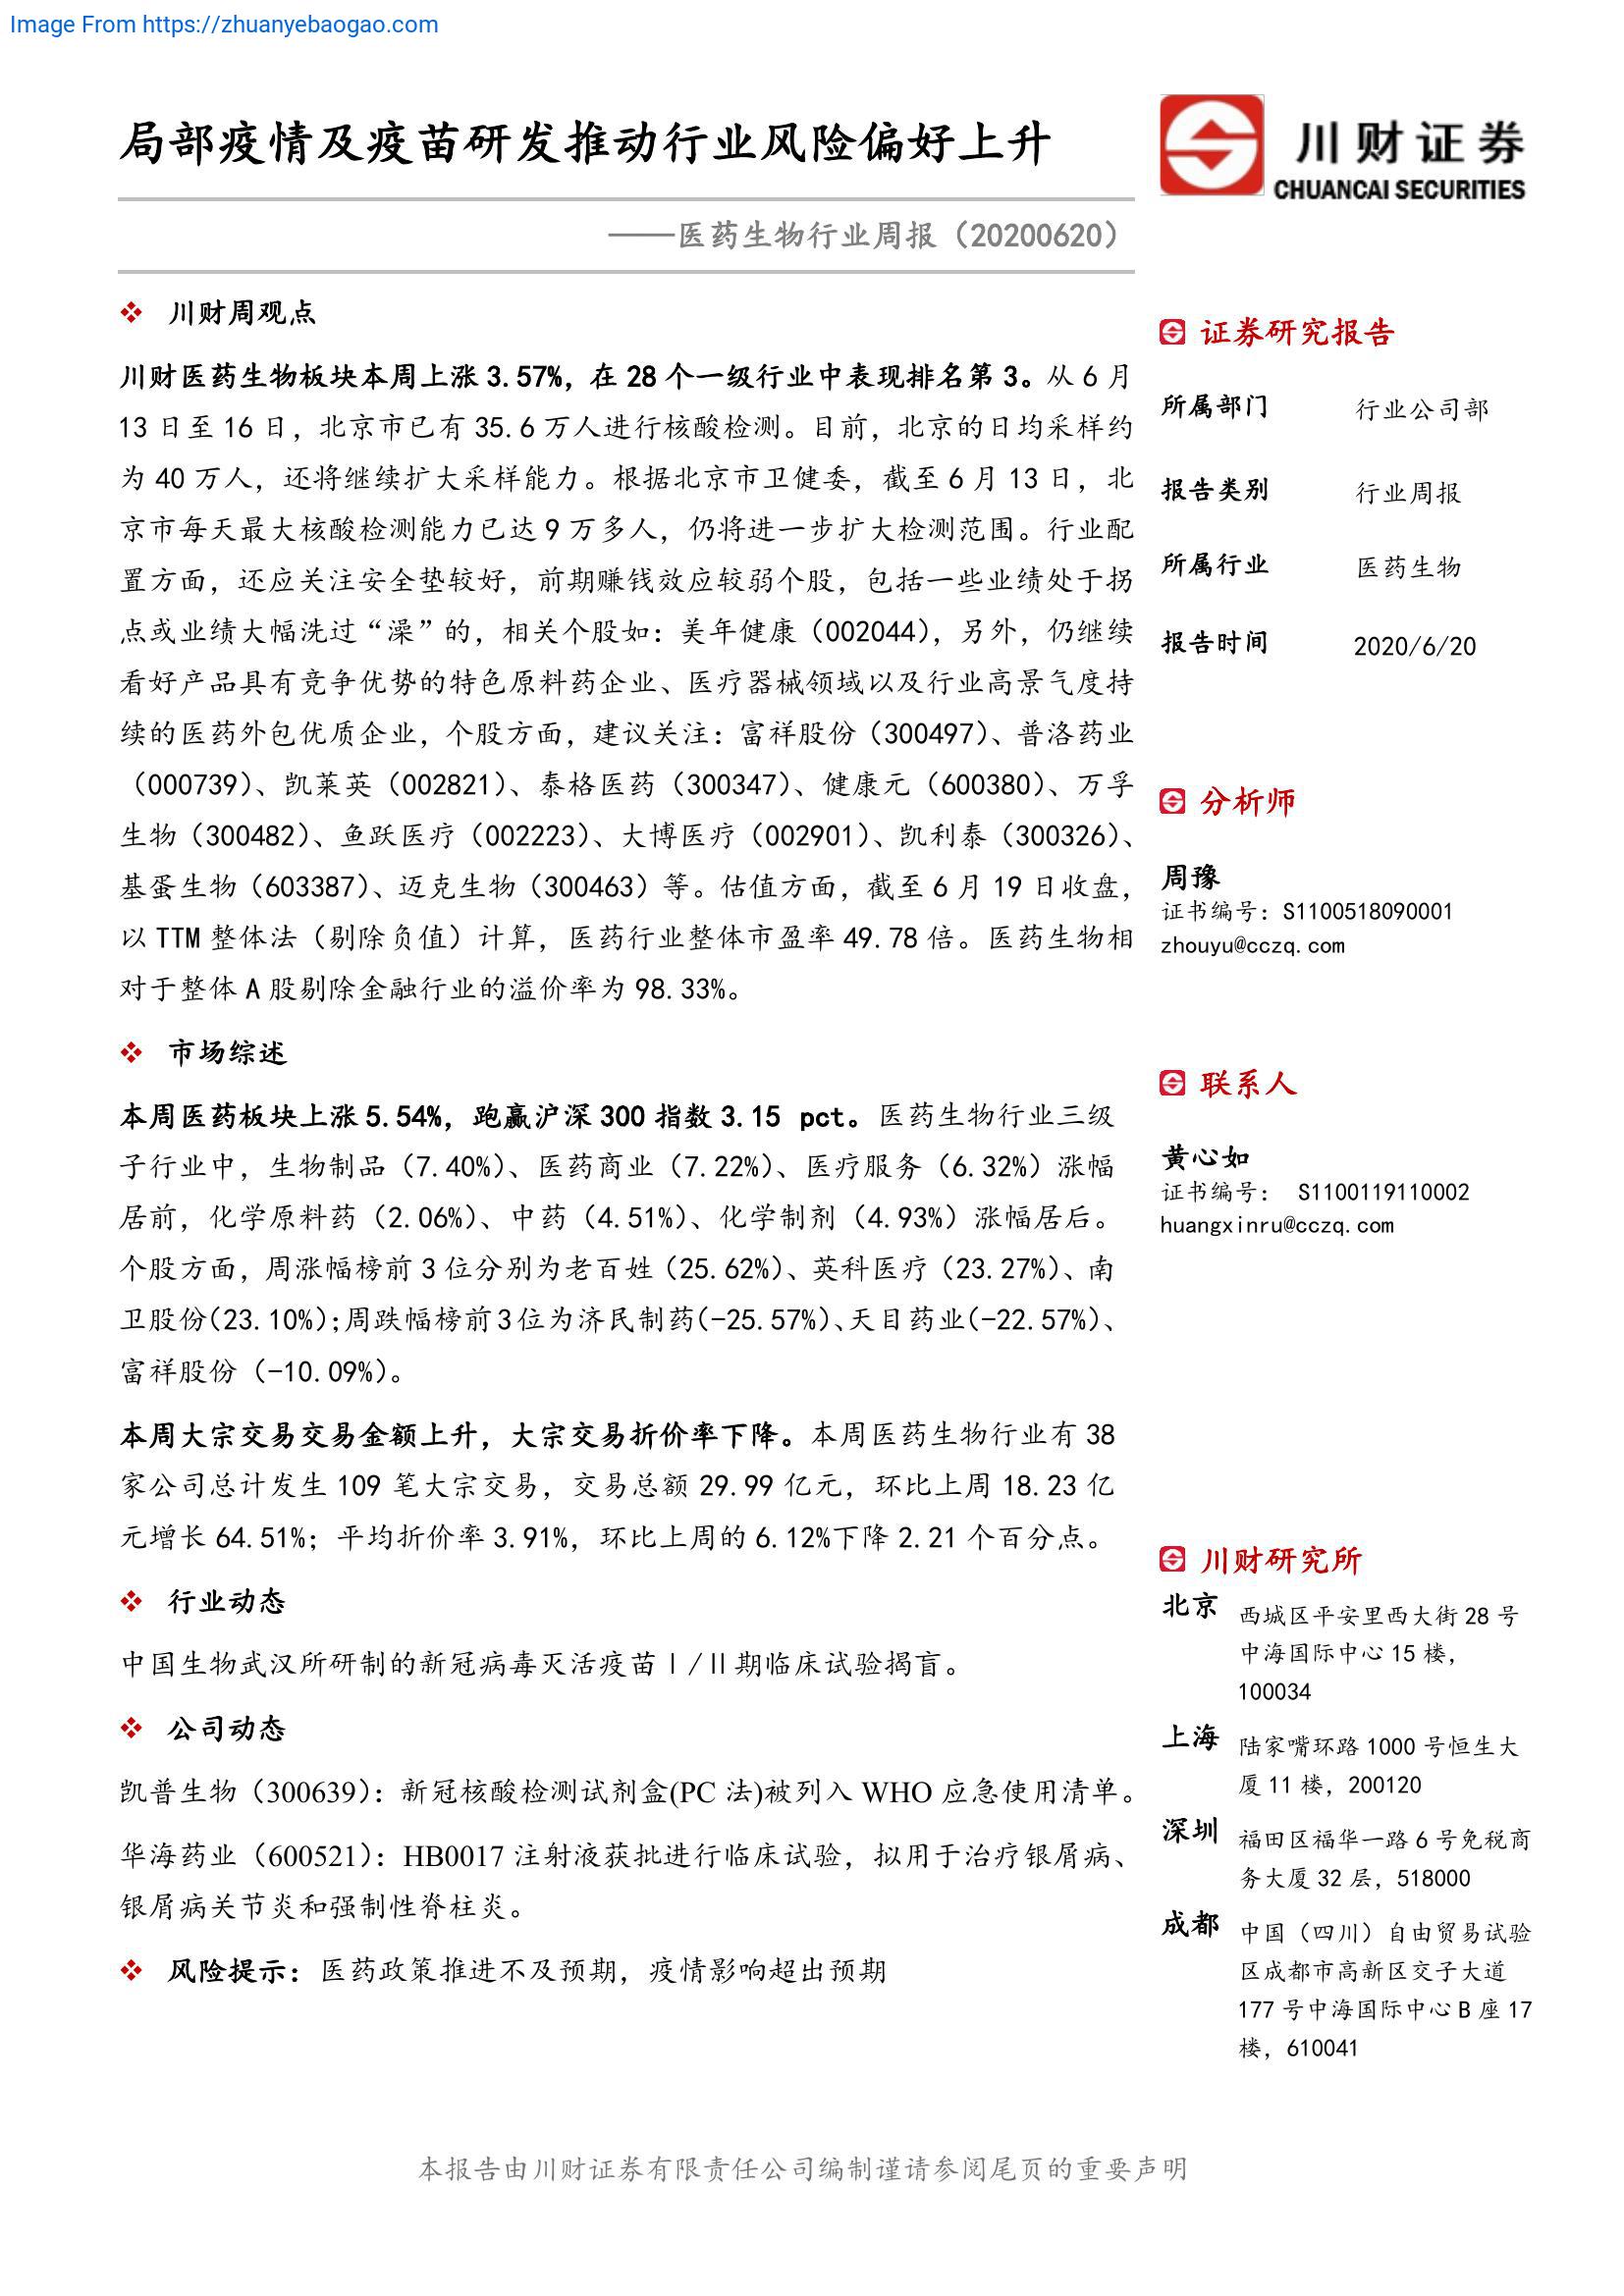 Image From https://zhuanyebaogao.com
局部疫情及疫苗研发推动行业风险偏好上升
——医药生物行业周报（20200620）
川财证券
CHUANCAI SECURITIES
川财周观点
川财医药生物板块本周上涨 3.57%，在 28 个一级行业中表现排名第 3。从 6 月
13 日至 16 日，北京市已有 35.6 万人进行核酸检测。目前，北京的日均采样约
为 40 万人，还将继续扩大采样能力。根据北京市卫健委，截至 6 月 13 日，北
京市每天最大核酸检测能力已达 9 万多人，仍将进一步扩大检测范围。行业配
置方面，还应关注安全垫较好，前期赚钱效应较弱个股，包括一些业绩处于拐
点或业绩大幅洗过“澡”的，相关个股如：美年健康（002044），另外，仍继续
看好产品具有竞争优势的特色原料药企业、医疗器械领域以及行业高景气度持
续的医药外包优质企业，个股方面，建议关注：富祥股份（300497）、普洛药业
（000739）、凯莱英（002821）、泰格医药（300347）、健康元（600380）、万孚
生物（300482）、鱼跃医疗（002223）、大博医疗（002901）、凯利泰（300326）、
基蛋生物（603387）、迈克生物（300463）等。估值方面，截至 6 月 19 日收盘，
以 TTM 整体法（剔除负值）计算，医药行业整体市盈率 49.78 倍。医药生物相
对于整体 A 股剔除金融行业的溢价率为 98.33%。
市场综述
本周医药板块上涨 5.54%，跑赢沪深 300 指数 3.15 pct。医药生物行业三级
子行业中，生物制品（7.40%）、医药商业（7.22%）、医疗服务（6.32%）涨幅
居前，化学原料药（2.06%）、中药（4.51%）、化学制剂（4.93%）涨幅居后。
个股方面，周涨幅榜前 3 位分别为老百姓（25.62%）、英科医疗（23.27%）、南
卫股份(23.10%);周跌幅榜前 3 位为济民制药(-25.57%)、天目药业(-22.57%)、
富祥股份（-10.09%）。
本周大宗交易交易金额上升，大宗交易折价率下降。本周医药生物行业有 38
家公司总计发生 109 笔大宗交易，交易总额 29.99 亿元，环比上周 18.23 亿
元增长 64.51%；平均折价率 3.91%，环比上周的 6.12%下降 2.21 个百分点。
行业动态
中国生物武汉所研制的新冠病毒灭活疫苗Ⅰ/Ⅱ期临床试验揭盲。
公司动态
凯普生物（300639）：新冠核酸检测试剂盒(PC 法)被列入 WHO 应急使用清单。
华海药业（600521）：HB0017 注射液获批进行临床试验，拟用于治疗银屑病、
银屑病关节炎和强制性脊柱炎。
风险提示：医药政策推进不及预期，疫情影响超出预期
证券研究报告
所属部门 行业公司部
报告类别 行业周报
所属行业 医药生物
报告时间 2020/6/20
分析师
周豫
证书编号：S1100518090001
zhouyu@cczq.com
联系人
黄心如
证书编号： S1100119110002
huangxinru@cczq.com
川财研究所
北京 西城区平安里西大街 28 号
中海国际中心 15 楼，
100034
上海 陆家嘴环路 1000 号恒生大
厦 11 楼，200120
深圳 福田区福华一路 6 号免税商
务大厦 32 层，518000
成都 中国（四川）自由贸易试验
区成都市高新区交子大道
177 号中海国际中心 B 座 17
楼，610041
本报告由川财证券有限责任公司编制谨请参阅尾页的重要声明